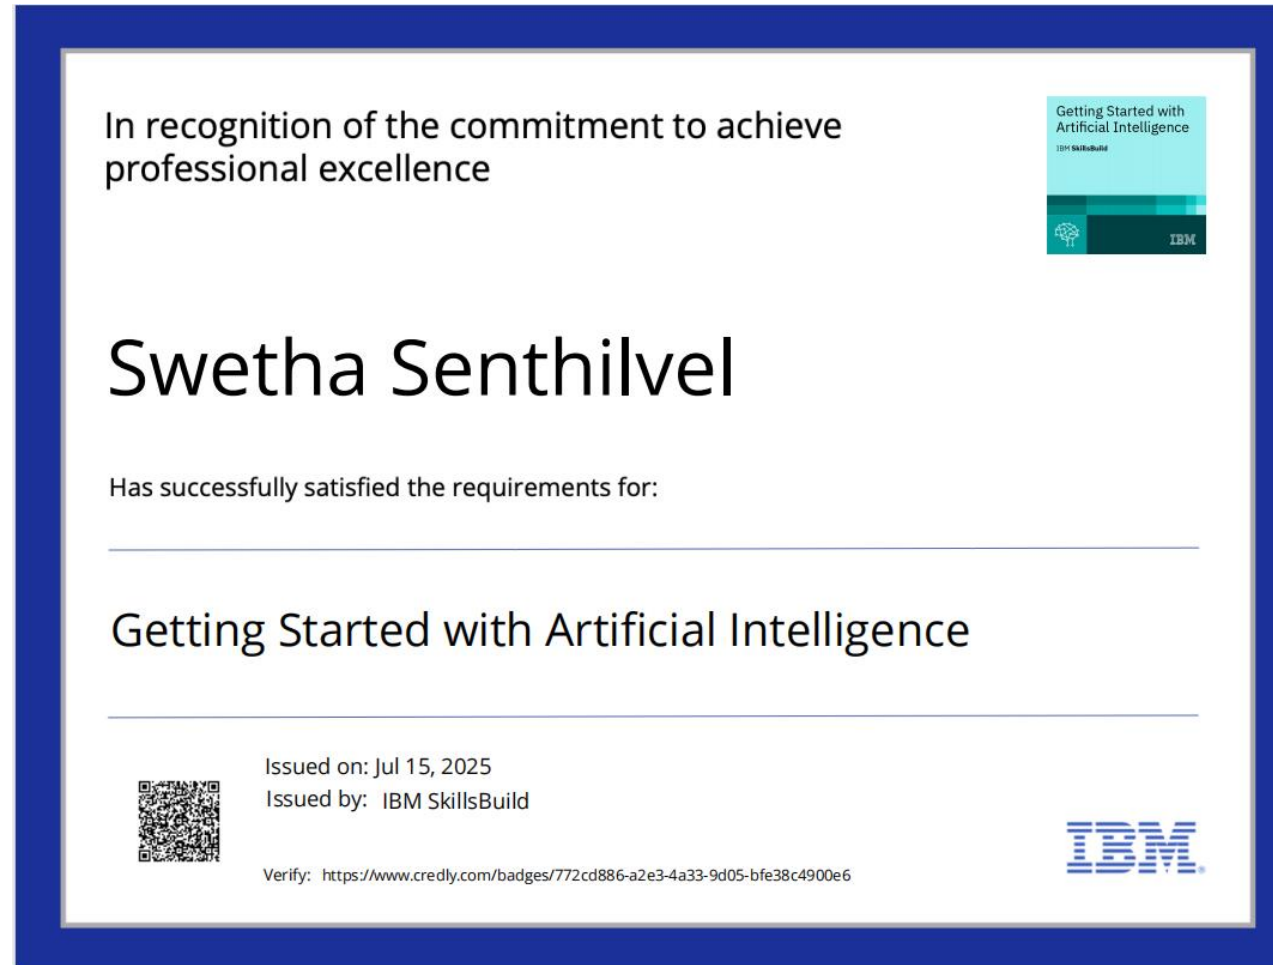 In recognition of the commitment to achieve
professional excellence
Getting Started with
Artificial Intelligence
IBM SkillsBuild
IBM
Swetha Senthilvel
Has successfully satisfied the requirements for:
Getting Started with Artificial Intelligence
Issued on: Jul 15, 2025
Issued by: IBM SkillsBuild
Verify: https://www.credly.com/badges/772cd886-a2e3-4a33-9d05-bfe38c4900e6
IBM®